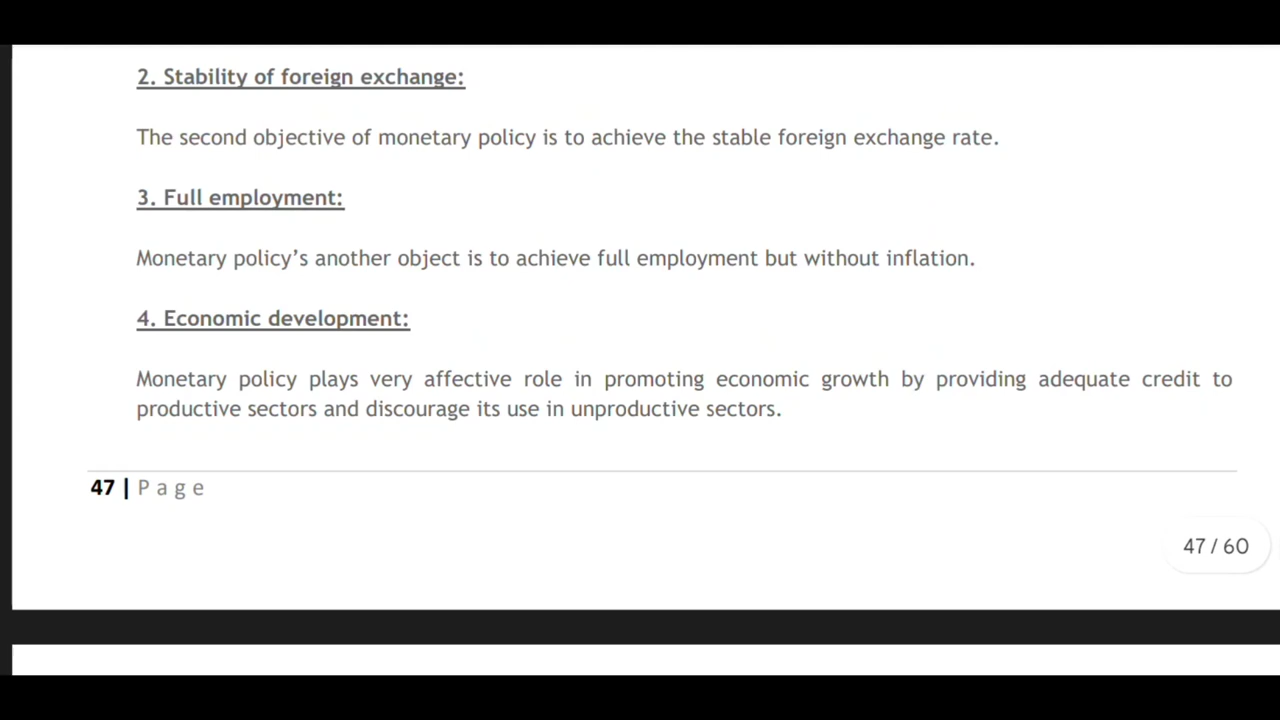 2. Stability of foreign exchange:
The second objective of monetary policy is to achieve the stable foreign exchange rate.
3. Full employment:
Monetary policy’s another object is to achieve full employment but without inflation.
4. Economic development:
Monetary policy plays very affective role in promoting economic growth by providing adequate credit to
productive sectors and discourage its use in unproductive sectors.
47 | P a g e
47 / 60